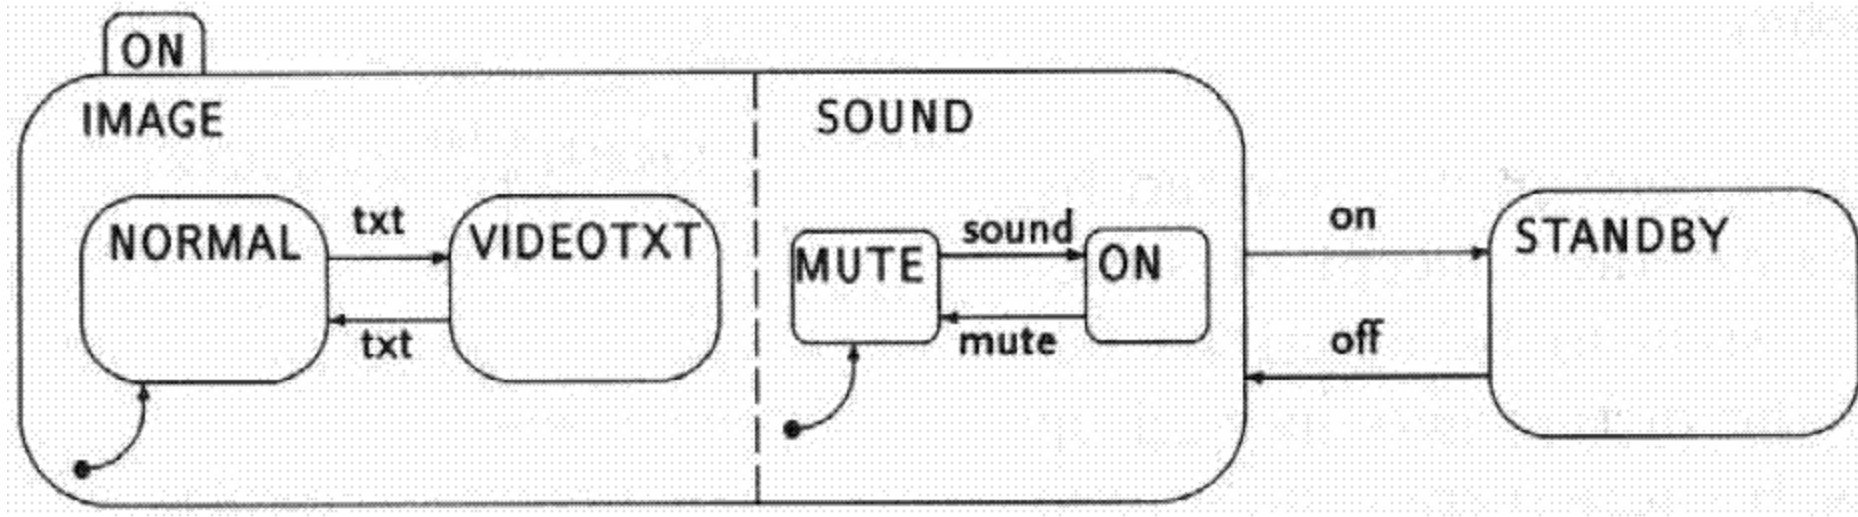 ON
IMAGE
SOUND
NORMAL
txt
VIDEOTXT
txt
MUTE
sound
ON
mute
on
STANDBY
off